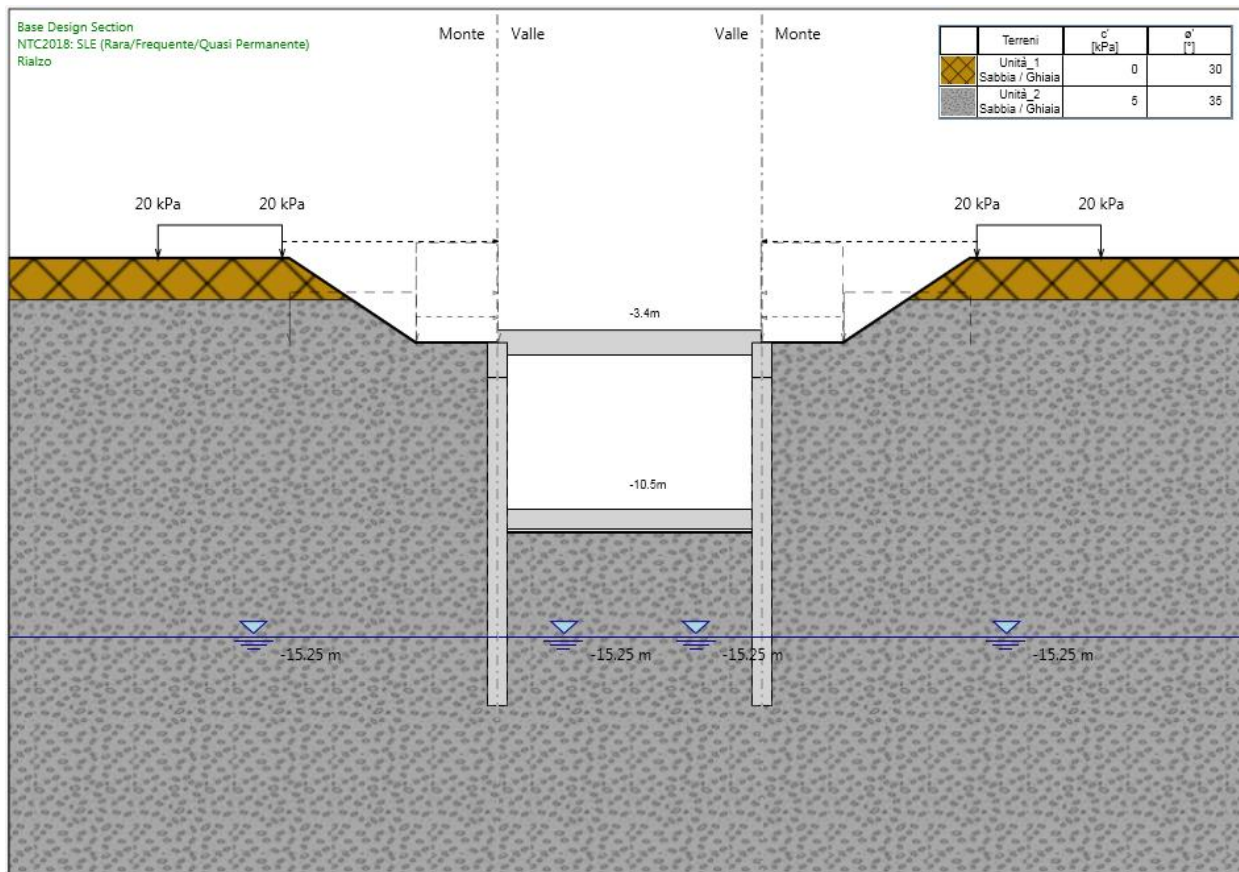 Base Design Section
NTC2018: SLE (Rara/Frequente/Quasi Permanente)
Rialzo
Monte Valle Valle Monte
Terreni c' [kPa] ø' [°]
Unità_1 Sabbia / Ghiaia 0 30
Unità_2 Sabbia / Ghiaia 5 35
20 kPa 20 kPa 20 kPa 20 kPa
-3.4m
-10.5m
-15.25 m -15.25 m -15.25 m -15.25 m